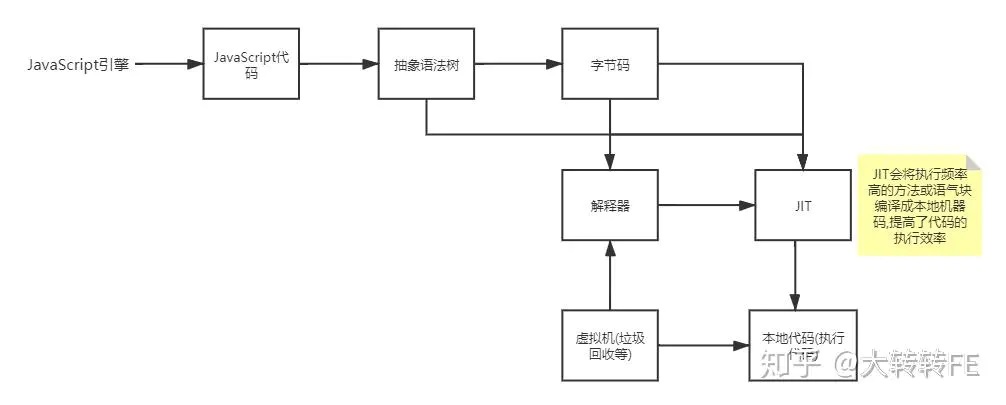 JavaScript引擎
JavaScript代
码
抽象语法树
字节码
解释器
JIT
JIT会将执行频率
高的方法或语气块
编译成本地机器
码,提高了代码的
执行效率
虚拟机(垃圾
回收等)
本地代码(执行
代码)
知乎 @大转转FE